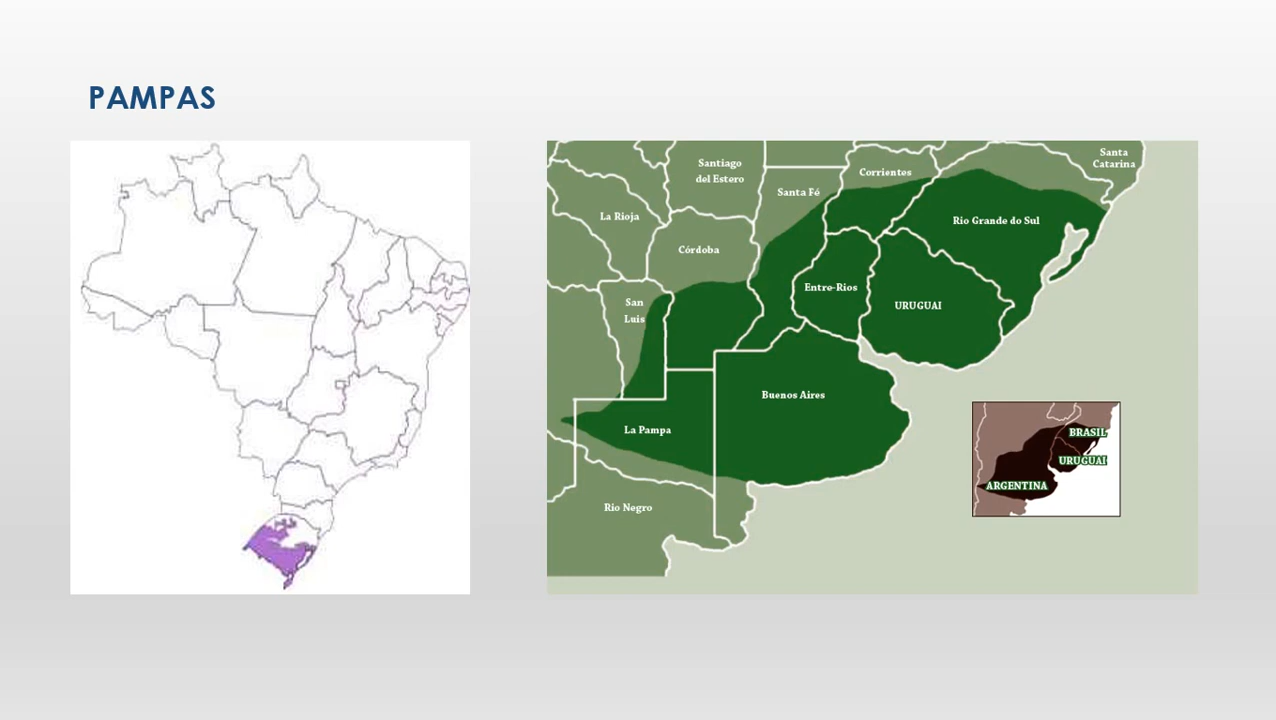 PAMPAS
Santiago
del Estero
Santa Fé
Corrientes
Santa
Catarina
La Rioja
Córdoba
Rio Grande do Sul
San
Luis
Entre-Rios
URUGUAI
Buenos Aires
La Pampa
Rio Negro
BRASIL
URUGUAI
ARGENTINA